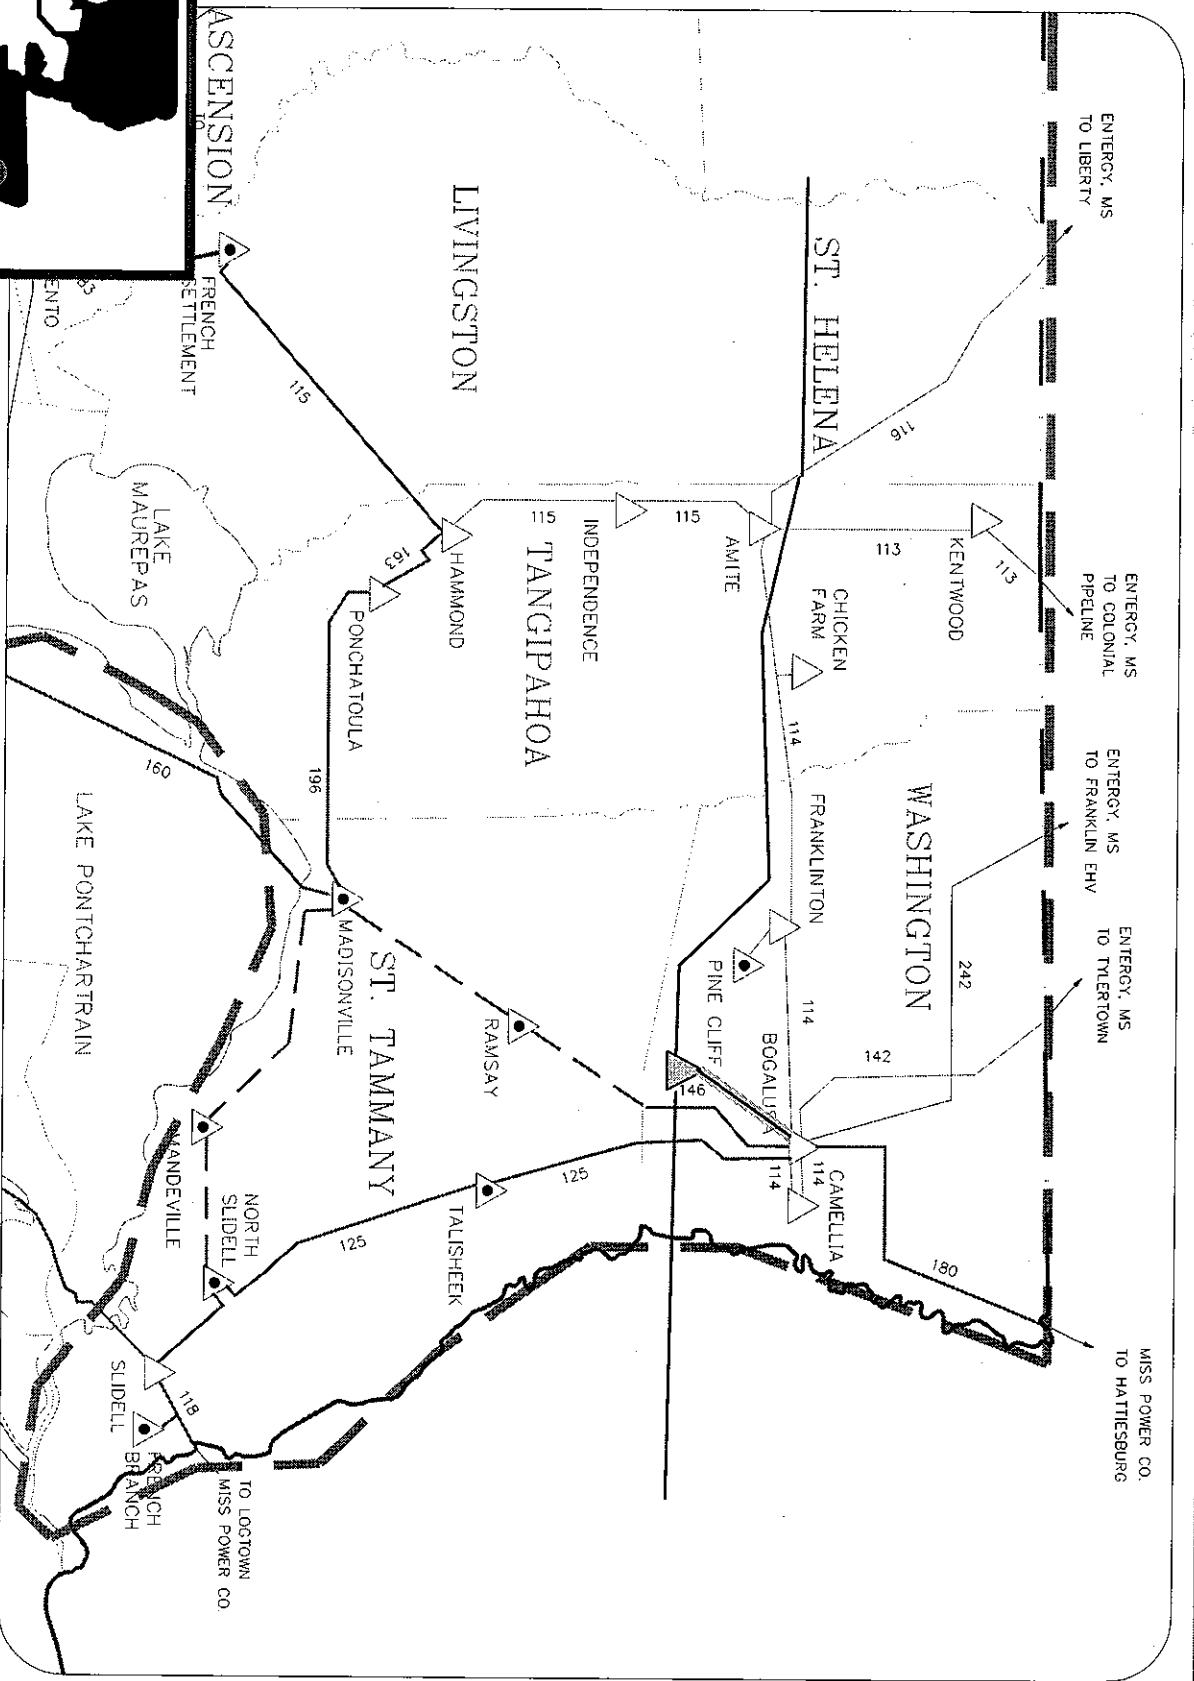 ENTERGY, MS
TO LIBERTY
ENTERGY, MS
TO COLONIAL
PIPELINE
ENTERGY, MS
TO FRANKLIN EHV
ENTERGY, MS
TO TYLERTOWN
MISS POWER CO.
TO HATTIESBURG
KENTWOOD
113
113
116
242
142
180
WASHINGTON
ST. HELENA
CHICKEN
FARM
FRANKLINTON
114
114
114
114
CAMELLIA
BOGALUSA
AMITE
PINE CLIFF
146
115
115
INDEPENDENCE
TANGIPAHOA
125
125
RAMSAY
LIVINGSTON
HAMMOND
163
TALISHEEK
ST. TAMMANY
PONCHATOULA
MADISONVILLE
196
115
ASCENSION
TO
FRENCH
SETTLEMENT
NORTH
SLIDELL
TO LOGTOWN
MISS POWER CO.
118
MANDEVILLE
160
LAKE
MAUREPAS
SLIDELL
FRENCH
BRANCH
LAKE PONTCHARTRAIN
83
ENTO